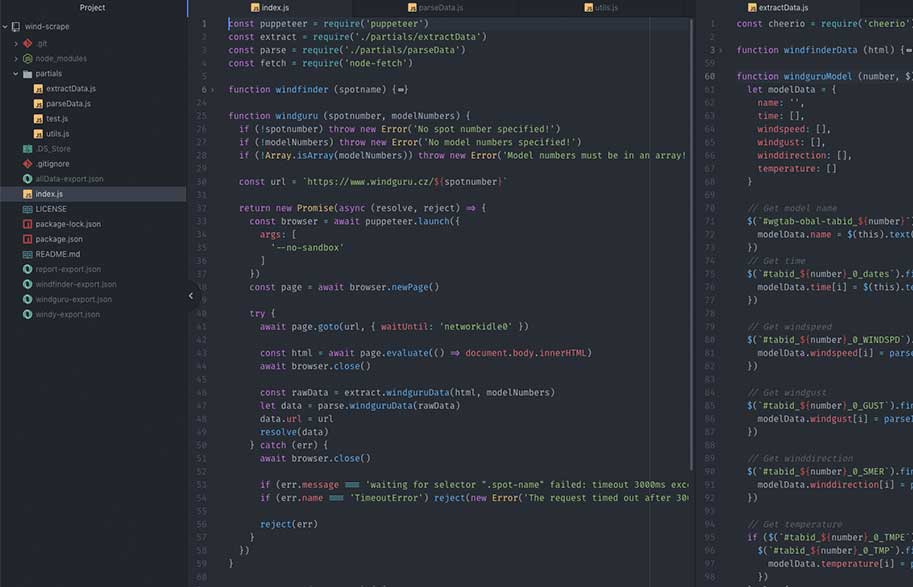 Project
wind-scrape
.git
node_modules
partials
extractData.js
parseData.js
test.js
utils.js
.DS_Store
.gitignore
allData-export.json
index.js
LICENSE
package-lock.json
package.json
README.md
report-export.json
windfinder-export.json
windguru-export.json
windy-export.json
index.js
parseData.js
utils.js
1 const puppeteer = require('puppeteer')
2 const extract = require('./partials/extractData')
3 const parse = require('./partials/parseData')
4 const fetch = require('node-fetch')
5
6 function windfinder (spotname) {
24
25 function windguru (spotnumber, modelNumbers) {
26 if (!spotnumber) throw new Error('No spot number specified!')
27 if (!modelNumbers) throw new Error('No model numbers specified!')
28 if (!Array.isArray(modelNumbers)) throw new Error('Model numbers must be in an array!
29
30 const url = `https://www.windguru.cz/${spotnumber}`
31
32 return new Promise(async (resolve, reject) => {
33 const browser = await puppeteer.launch({
34 args: [
35 '--no-sandbox'
36 ]
37 })
38 const page = await browser.newPage()
39
40 try {
41 await page.goto(url, { waitUntil: 'networkidle0' })
42
43 const html = await page.evaluate(() => document.body.innerHTML)
44 await browser.close()
45
46 const rawData = extract.windguruData(html, modelNumbers)
47 let data = parse.windguruData(rawData)
48 data.url = url
49 resolve(data)
50 } catch (err) {
51 await browser.close()
52
53 if (err.message === 'waiting for selector ".spot-name" failed: timeout 3000ms exc
54 if (err.name === 'TimeoutError') reject(new Error('The request timed out after 30
55
56 reject(err)
57 }
58 })
59 }
60
extractData.js
1 const cheerio = require('cheerio'
2
3 function windfinderData (html) {
59
60 function windguruModel (number, $
61 let modelData = {
62 name: '',
63 time: [],
64 windspeed: [],
65 windgust: [],
66 winddirection: [],
67 temperature: []
68 }
69
70 // Get model name
71 $(`#wgtab-obal-tabid_${number}`
72 modelData.name = $(this).text(
73 })
74 // Get time
75 $(`#tabid_${number}_0_dates`).fi
76 modelData.time[i] = $(this).te
77 })
78
79 // Get windspeed
80 $(`#tabid_${number}_0_WINDSPD`).
81 modelData.windspeed[i] = parse
82 })
83
84 // Get windgust
85 $(`#tabid_${number}_0_GUST`).fin
86 modelData.windgust[i] = parseI
87 })
88
89 // Get winddirection
90 $(`#tabid_${number}_0_SMER`).fin
91 modelData.winddirection[i] = p
92 })
93
94 // Get temperature
95 if ($(`#tabid_${number}_0_TMPE`
96 $(`#tabid_${number}_0_TMP`).fi
97 modelData.temperature[i] = p
98 })